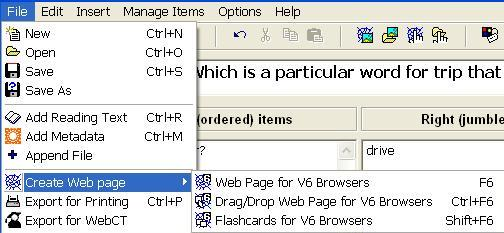 File Edit Insert Manage Items Options Help
New Ctrl+N
Open Ctrl+O
Save Ctrl+S
Save As
Which is a particular word for trip that
Add Reading Text Ctrl+R
Add Metadata Ctrl+M
Append File
(ordered) items Right (jumble
r? drive
Create Web page
Export for Printing Ctrl+P
Export for WebCT
Web Page for V6 Browsers F6
Drag/Drop Web Page for V6 Browsers Ctrl+F6
Flashcards for V6 Browsers Shift+F6